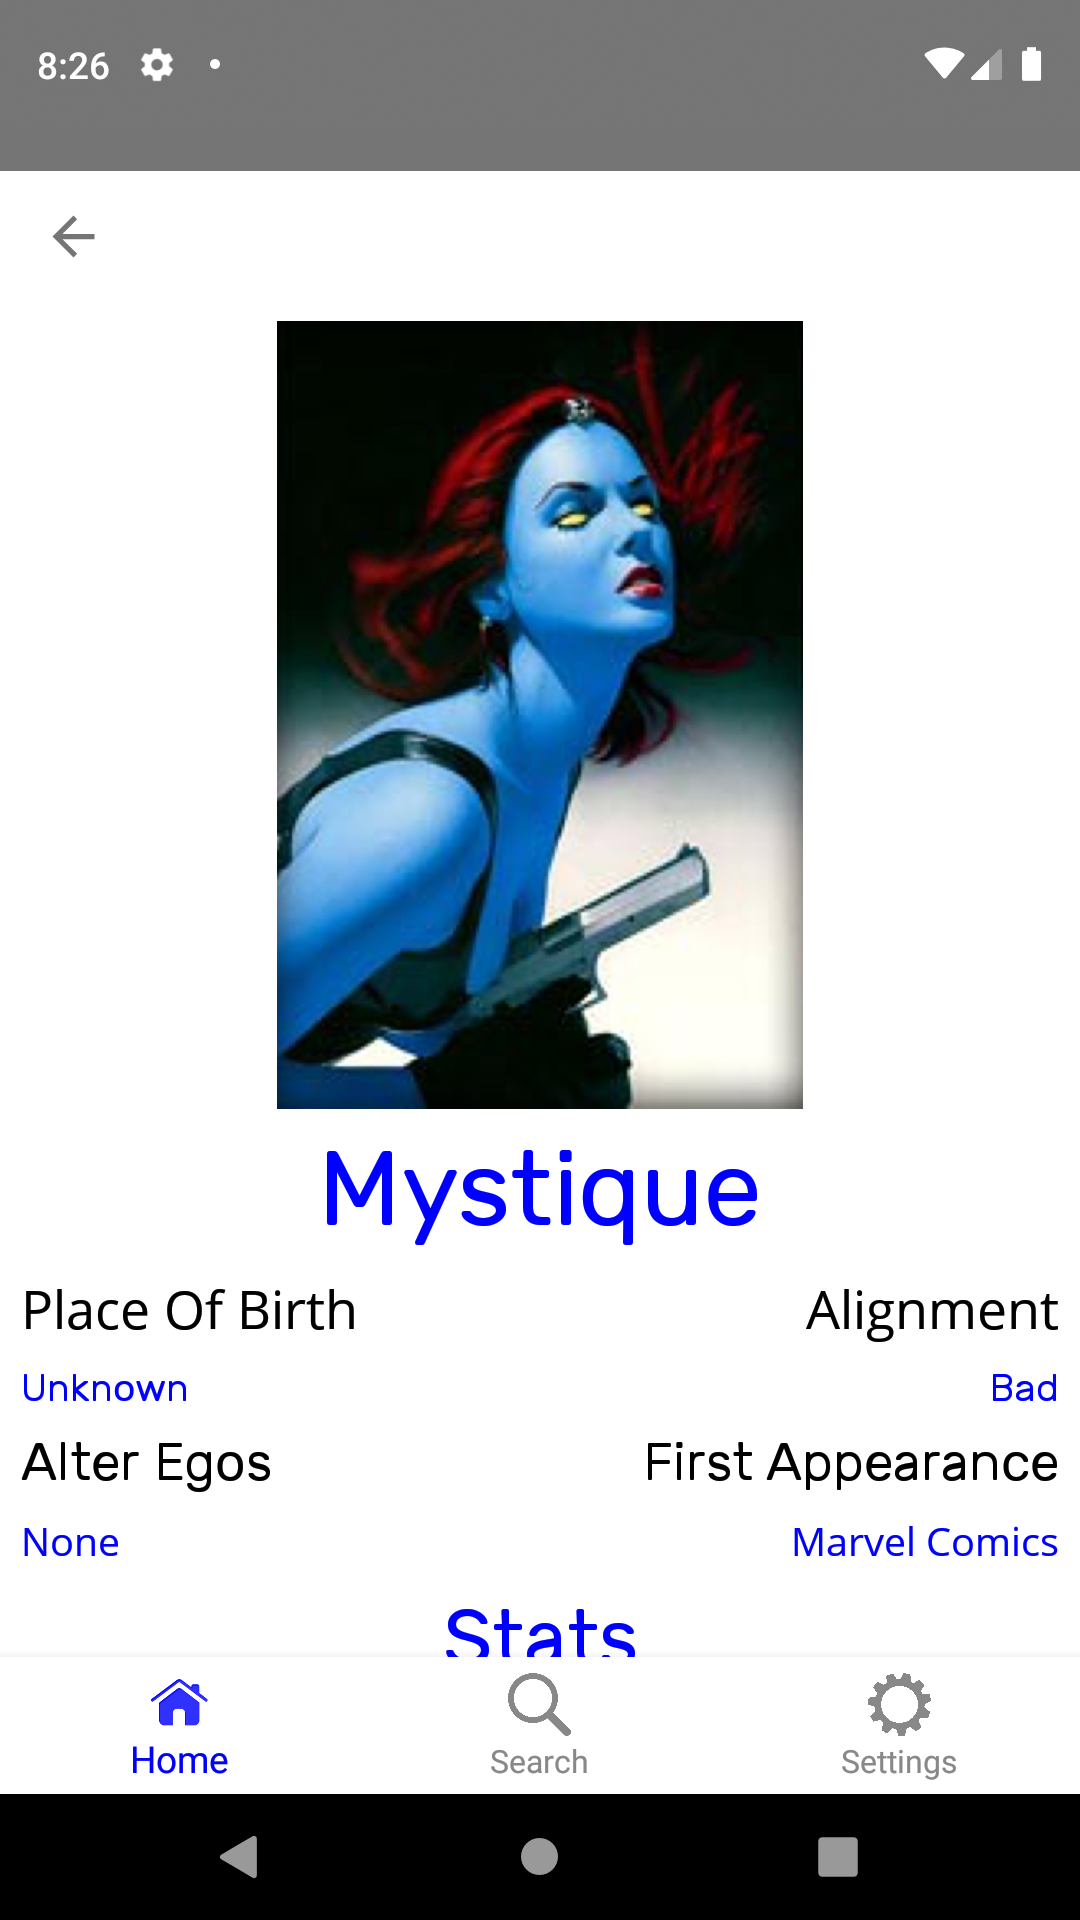 8:26
Mystique
Place Of Birth
Alignment
Unknown
Bad
Alter Egos
First Appearance
None
Marvel Comics
Stats
Home
Search
Settings